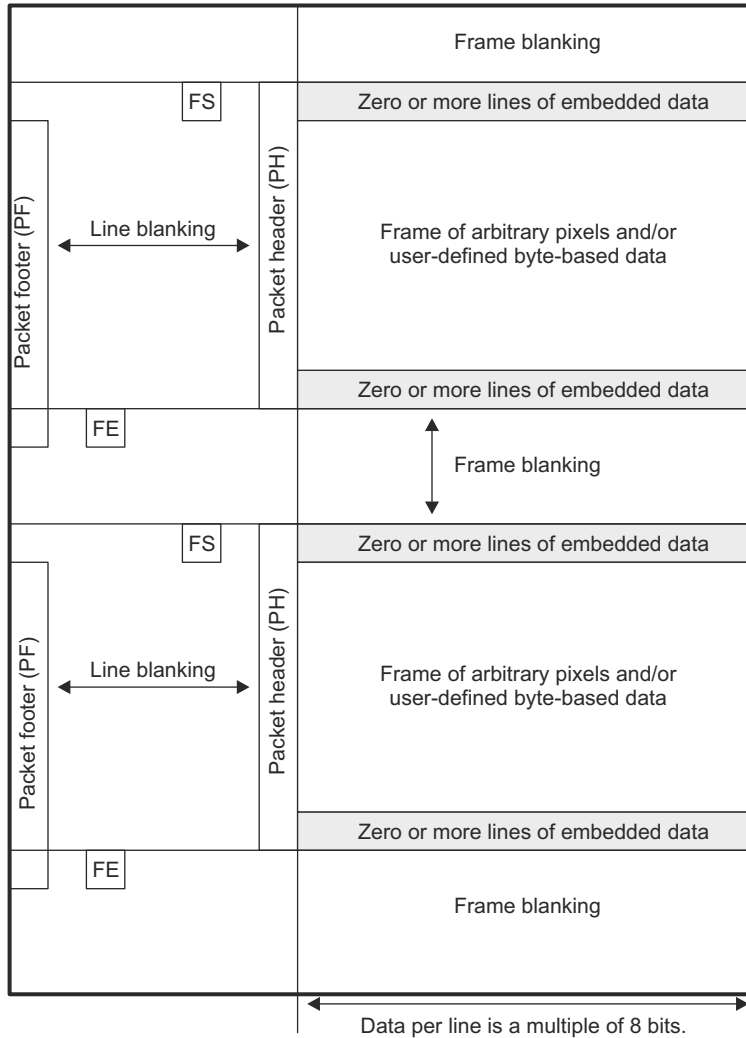 Frame blanking
FS
Zero or more lines of embedded data
Packet footer (PF)
Line blanking
Packet header (PH)
Frame of arbitrary pixels and/or
user-defined byte-based data
Zero or more lines of embedded data
FE
Frame blanking
FS
Zero or more lines of embedded data
Packet footer (PF)
Line blanking
Packet header (PH)
Frame of arbitrary pixels and/or
user-defined byte-based data
Zero or more lines of embedded data
FE
Frame blanking
Data per line is a multiple of 8 bits.